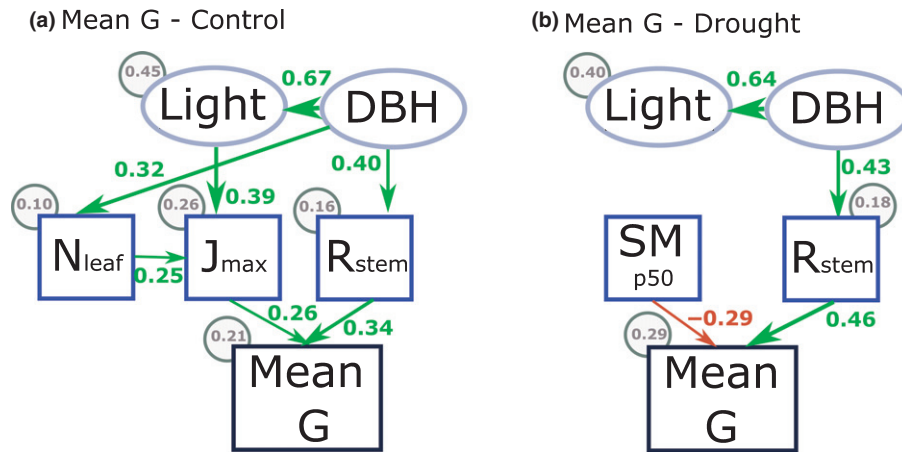 (a) Mean G - Control
0.45
0.67
Light
DBH
0.32
0.40
0.10
0.26
0.39
0.16
Nleaf
0.25
Jmax
Rstem
0.26
0.34
0.21
Mean
G
(b) Mean G - Drought
0.40
0.64
Light
DBH
0.43
0.18
SM
p50
Rstem
−0.29
0.46
0.29
Mean
G